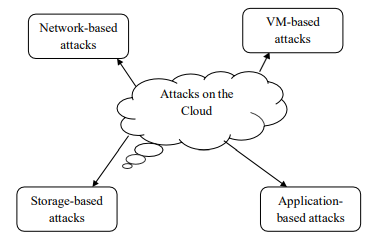 Network-based
attacks
VM-based
attacks
Attacks on the
Cloud
Storage-based
attacks
Application-
based attacks